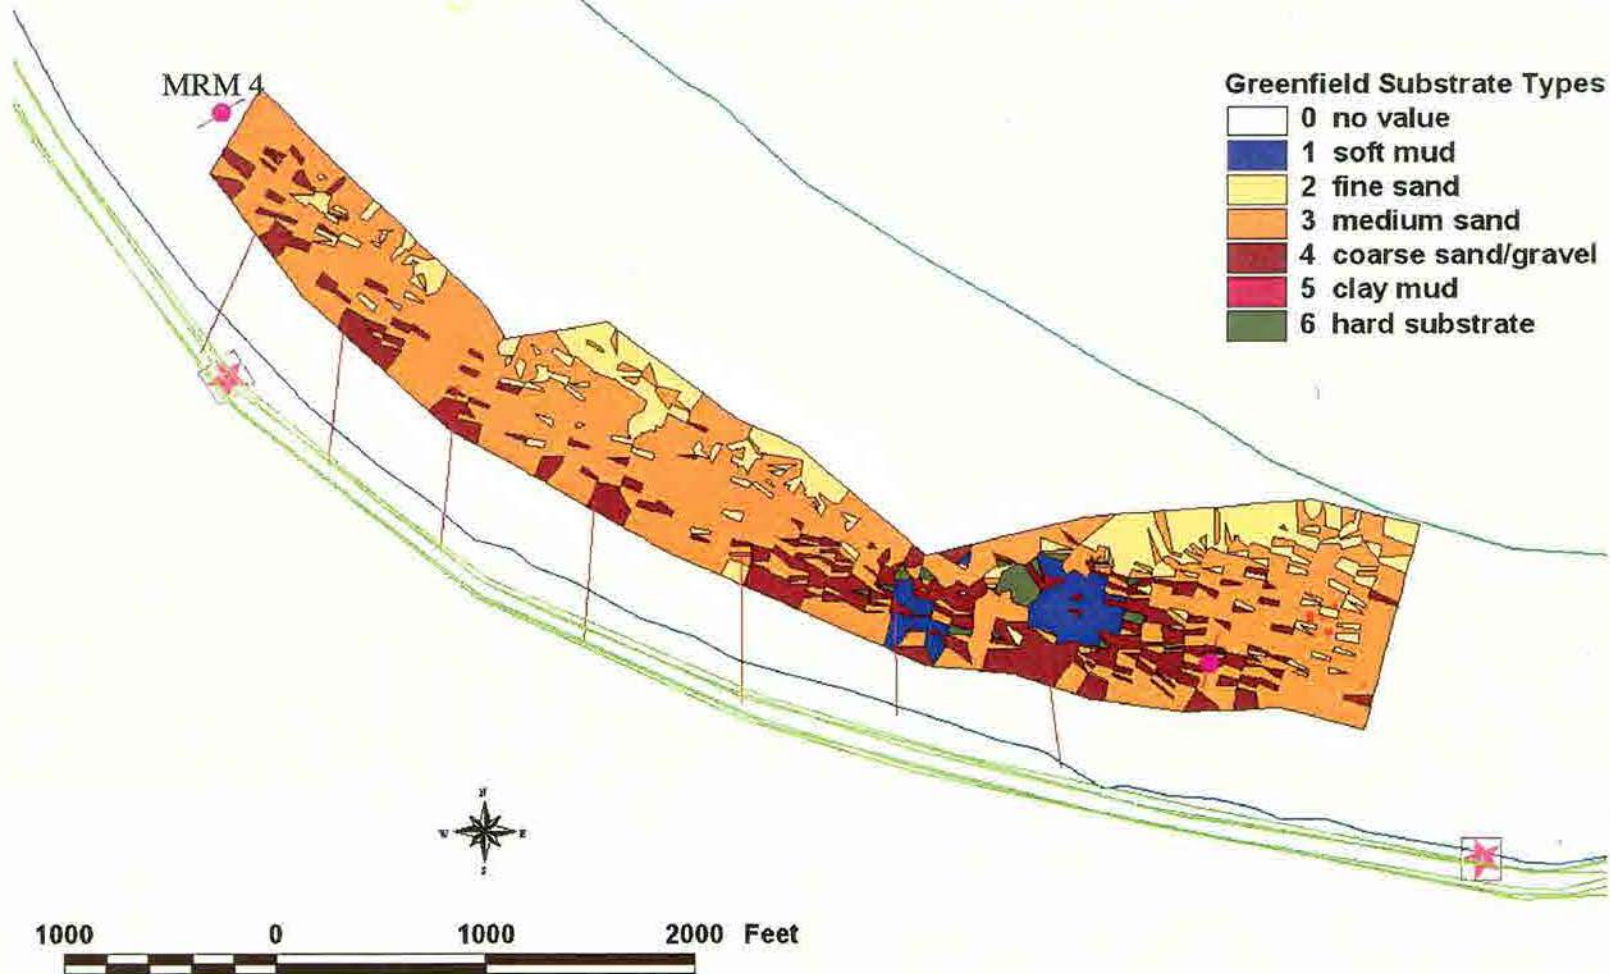 MRM 4
Greenfield Substrate Types
0 no value
1 soft mud
2 fine sand
3 medium sand
4 coarse sand/gravel
5 clay mud
6 hard substrate
N
W E
S
1000 0 1000 2000 Feet